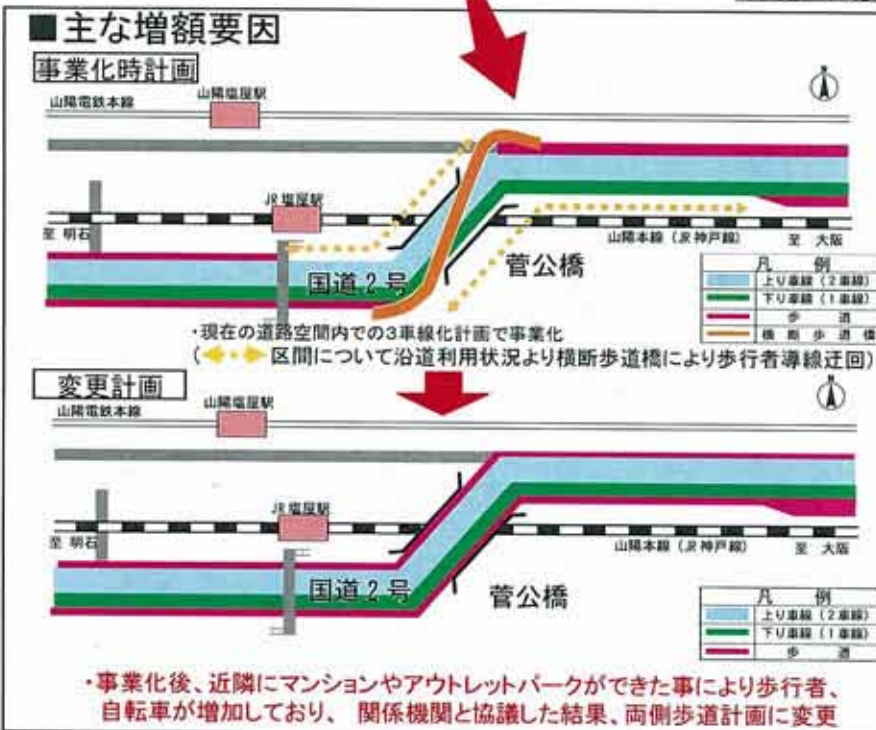 ■主な増額要因
事業化時計画
山陽電鉄本線
山陽塩屋駅
N
JR塩屋駅
至 明石
山陽本線（JR神戸線）
至 大阪
国道2号
菅公橋
凡 例
上り車線（2車線）
下り車線（1車線）
歩 道
横 断 歩 道 橋
・現在の道路空間内での3車線化計画で事業化
( 区間について沿道利用状況より横断歩道橋により歩行者導線迂回)
変更計画
山陽電鉄本線
山陽塩屋駅
N
JR塩屋駅
至 明石
山陽本線（JR神戸線）
至 大阪
国道2号
菅公橋
凡 例
上り車線（2車線）
下り車線（1車線）
歩 道
・事業化後、近隣にマンションやアウトレットパークができた事により歩行者、
自転車が増加しており、 関係機関と協議した結果、両側歩道計画に変更